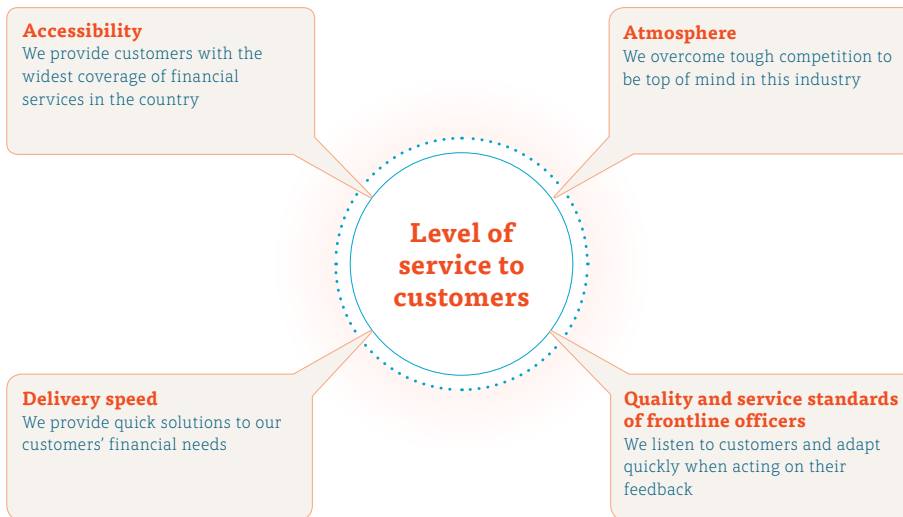 Accessibility
We provide customers with the
widest coverage of financial
services in the country
Atmosphere
We overcome tough competition to
be top of mind in this industry
Level of
service to
customers
Delivery speed
We provide quick solutions to our
customers’ financial needs
Quality and service standards
of frontline officers
We listen to customers and adapt
quickly when acting on their
feedback